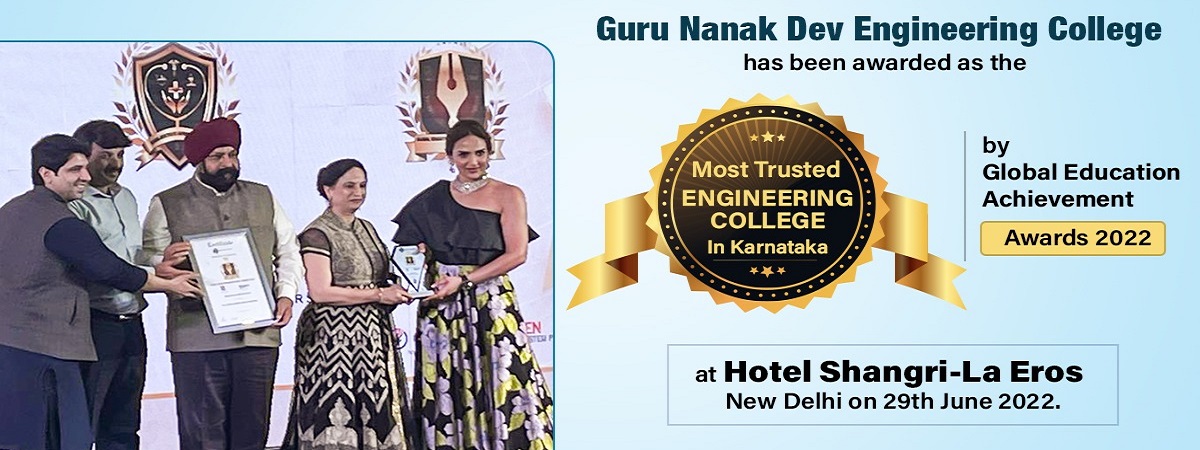 Guru Nanak Dev Engineering College
has been awarded as the
Most Trusted
ENGINEERING
COLLEGE
In Karnataka
by
Global Education
Achievement
Awards 2022
at Hotel Shangri-La Eros
New Delhi on 29th June 2022.
Certificate